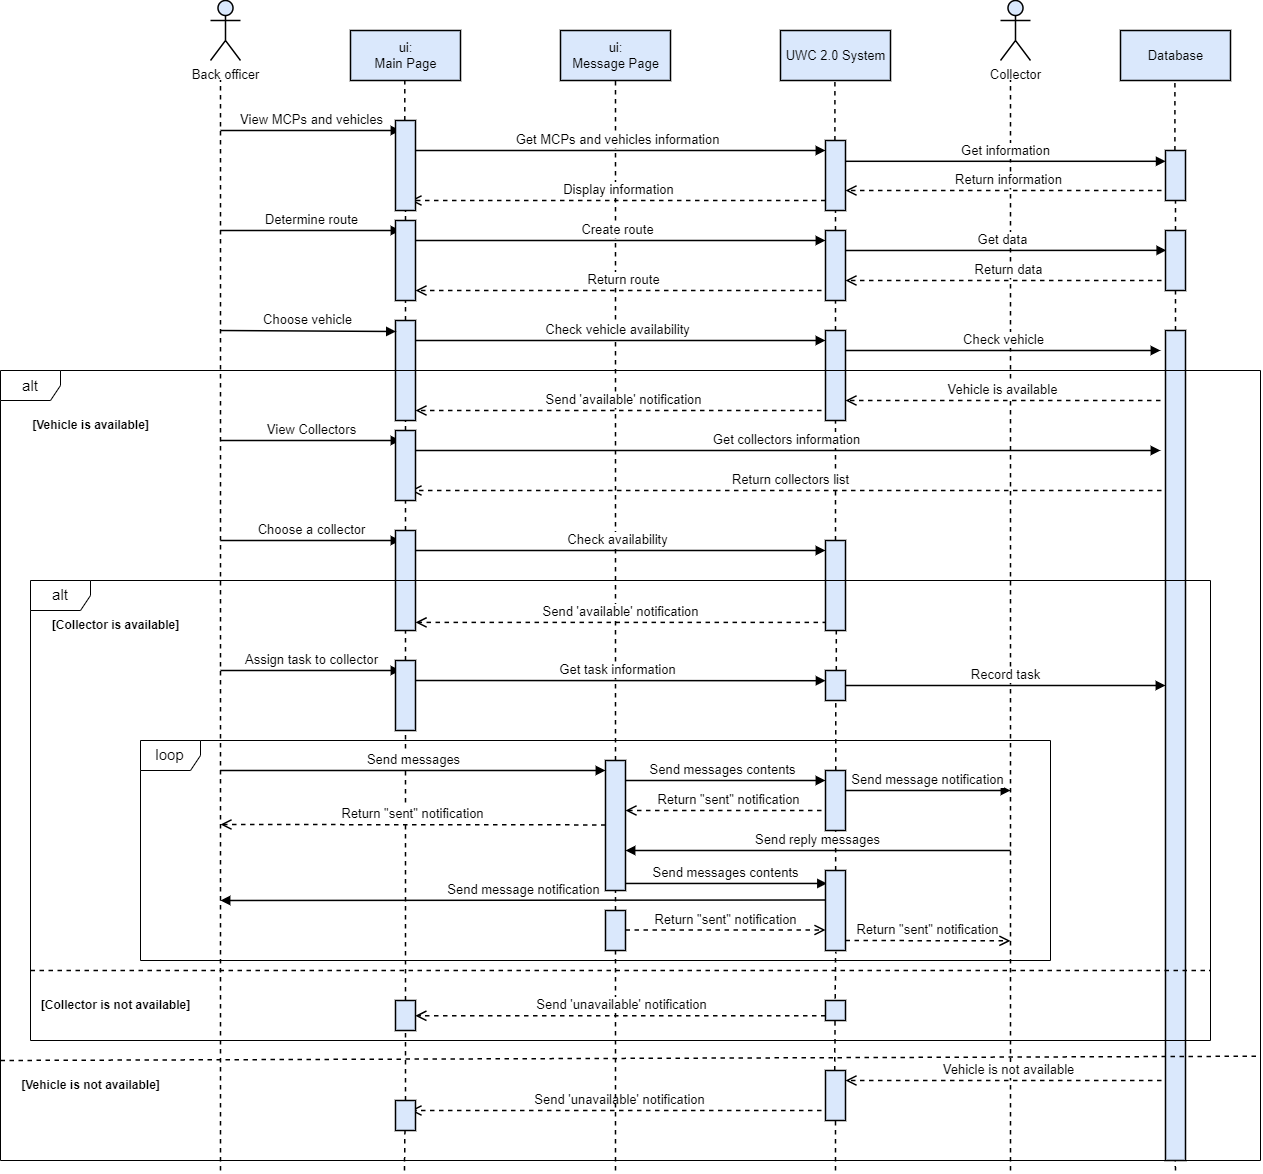 Back officer
ui:
Main Page
ui:
Message Page
UWC 2.0 System
Collector
Database
View MCPs and vehicles
Get MCPs and vehicles information
Get information
Return information
Display information
Determine route
Create route
Get data
Return data
Return route
Choose vehicle
Check vehicle availability
Check vehicle
alt
Vehicle is available
Send 'available' notification
[Vehicle is available]
View Collectors
Get collectors information
Return collectors list
Choose a collector
Check availability
alt
Send 'available' notification
[Collector is available]
Assign task to collector
Get task information
Record task
loop
Send messages
Send messages contents
Send message notification
Return "sent" notification
Return "sent" notification
Send reply messages
Send messages contents
Send message notification
Return "sent" notification
Return "sent" notification
[Collector is not available]
Send 'unavailable' notification
Vehicle is not available
[Vehicle is not available]
Send 'unavailable' notification